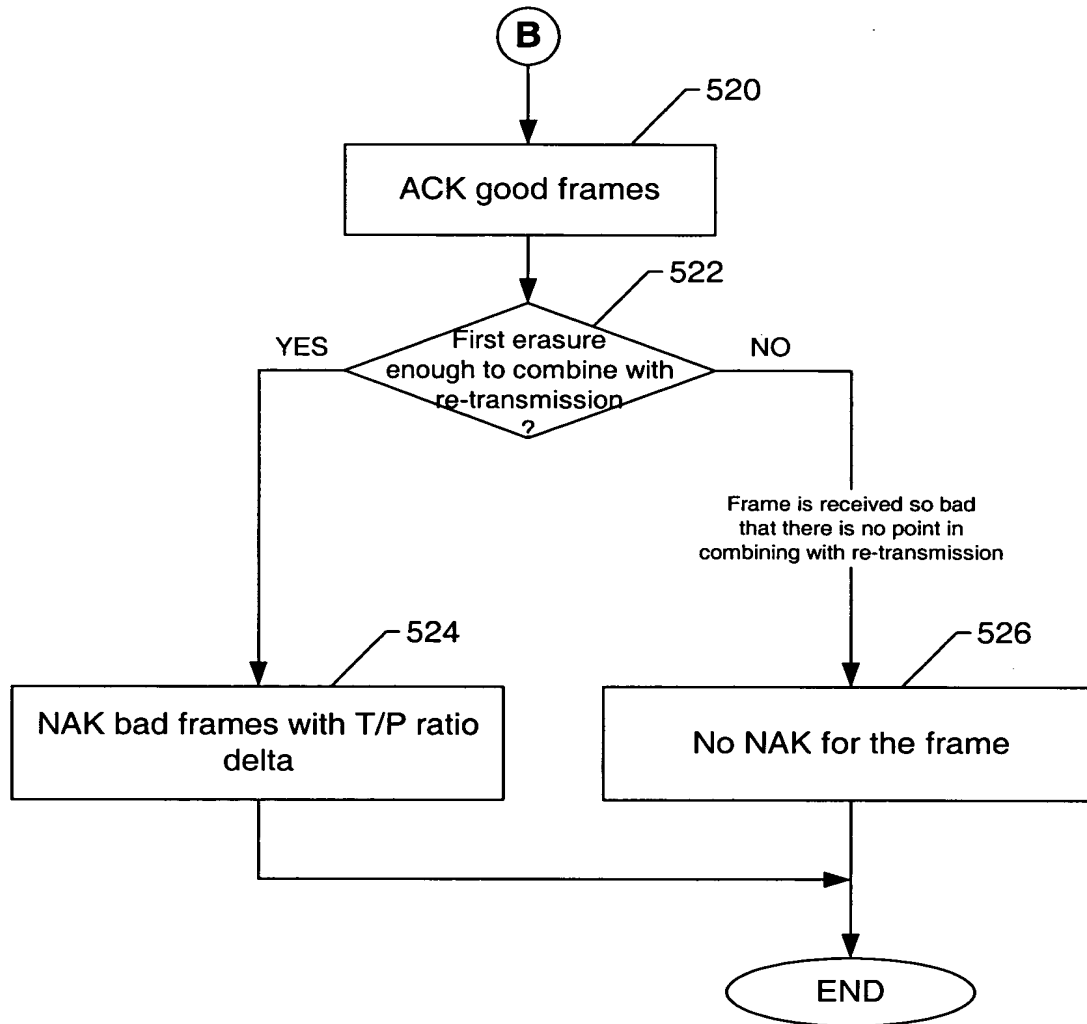 B
520
ACK good frames
522
YES
First erasure
enough to combine with
re-transmission
?
NO
Frame is received so bad
that there is no point in
combining with re-transmission
524
NAK bad frames with T/P ratio
delta
526
No NAK for the frame
END